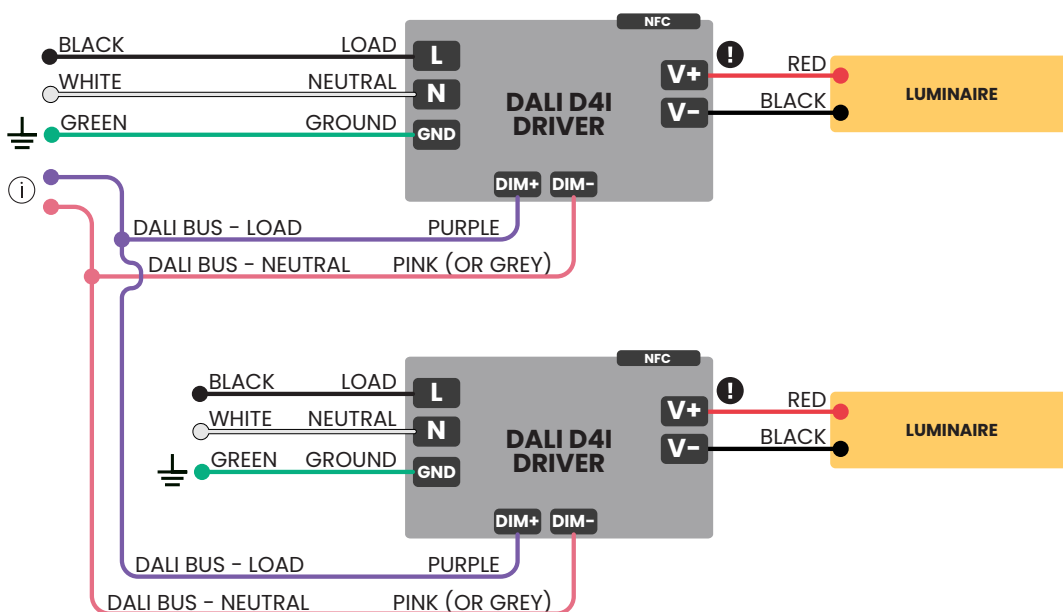 NFC
BLACK LOAD L
! RED
V+
WHITE NEUTRAL N
DALI D4I
DRIVER
LUMINAIRE
V- BLACK
GREEN GROUND GND
i
DIM+ DIM-
DALI BUS - LOAD PURPLE
DALI BUS - NEUTRAL PINK (OR GREY)
NFC
BLACK LOAD L
! RED
V+
WHITE NEUTRAL N
DALI D4I
DRIVER
LUMINAIRE
V- BLACK
GREEN GROUND GND
DIM+ DIM-
DALI BUS - LOAD PURPLE
DALI BUS - NEUTRAL PINK (OR GREY)